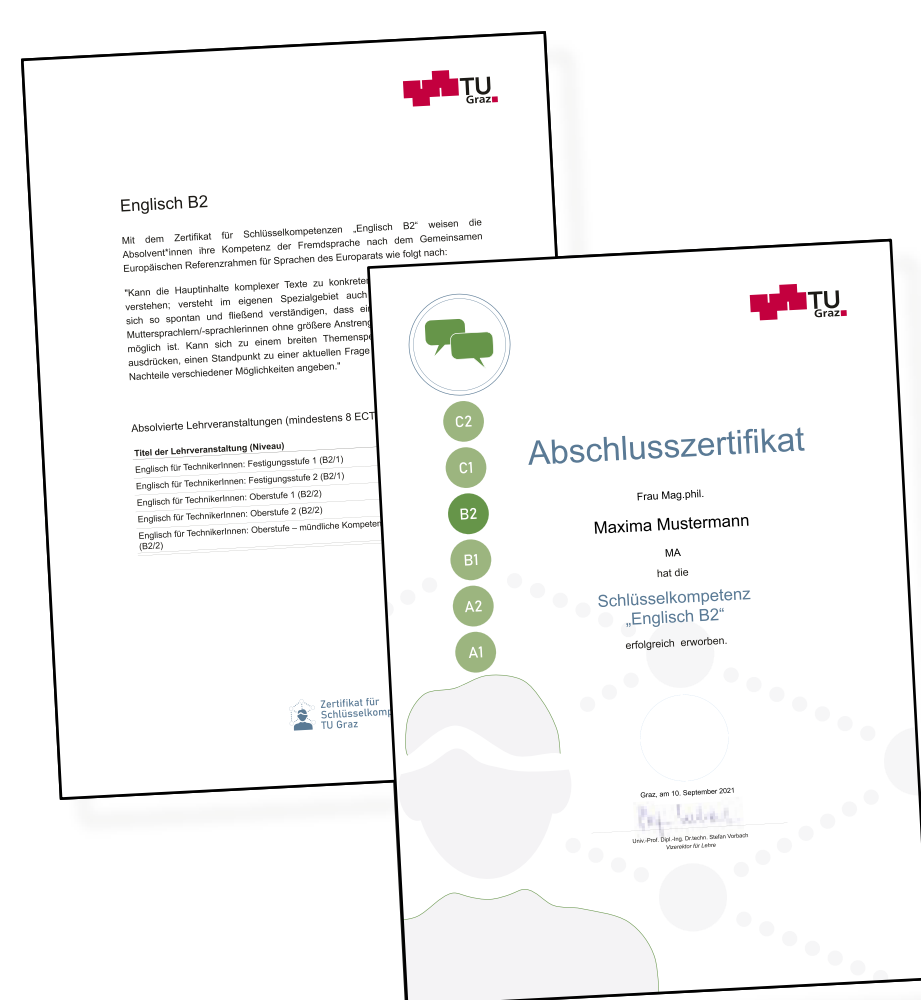 TU
Graz
Englisch B2
Mit dem Zertifikat für Schlüsselkompetenzen „Englisch B2“ weisen die
Absolvent*innen ihre Kompetenz der Fremdsprache nach dem Gemeinsamen
Europäischen Referenzrahmen für Sprachen des Europarats wie folgt nach:
"Kann die Hauptinhalte komplexer Texte zu konkreten
verstehen; versteht im eigenen Spezialgebiet auch
sich so spontan und fließend verständigen, dass ein
Muttersprachlern/-sprachlerinnen ohne größere Anstreng
möglich ist. Kann sich zu einem breiten Themenspe
ausdrücken, einen Standpunkt zu einer aktuellen Frage
Nachteile verschiedener Möglichkeiten angeben."
Absolvierte Lehrveranstaltungen (mindestens 8 ECT
Titel der Lehrveranstaltung (Niveau)
Englisch für TechnikerInnen: Festigungsstufe 1 (B2/1)
Englisch für TechnikerInnen: Festigungsstufe 2 (B2/1)
Englisch für TechnikerInnen: Oberstufe 1 (B2/2)
Englisch für TechnikerInnen: Oberstufe 2 (B2/2)
Englisch für TechnikerInnen: Oberstufe – mündliche Kompeten
(B2/2)
Zertifikat für
Schlüsselkomp
TU Graz
TU
Graz
C2
C1
B2
B1
A2
A1
Abschlusszertifikat
Frau Mag.phil.
Maxima Mustermann
MA
hat die
Schlüsselkompetenz
„Englisch B2“
erfolgreich erworben.
Graz, am 10. September 2021
Univ.-Prof. Dipl.-Ing. Dr.techn. Stefan Vorbach
Vizerektor für Lehre